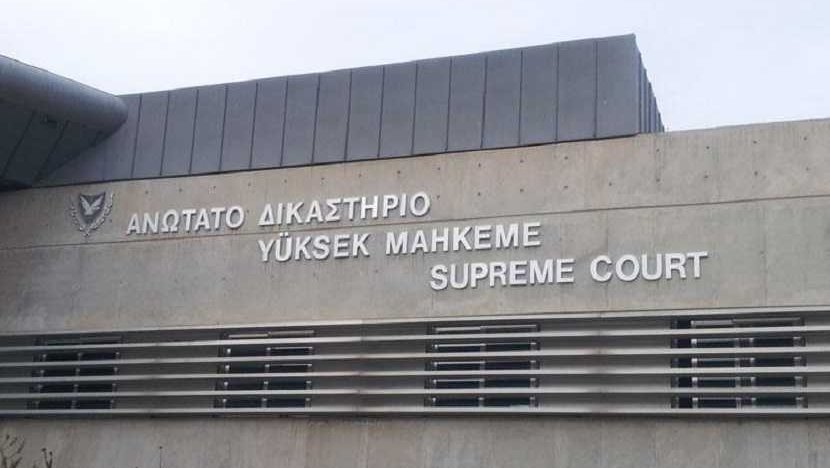 ΑΝΩΤΑΤΟ ΔΙΚΑΣΤΗΡΙΟ
YÜKSEK MAHKEME
SUPREME COURT